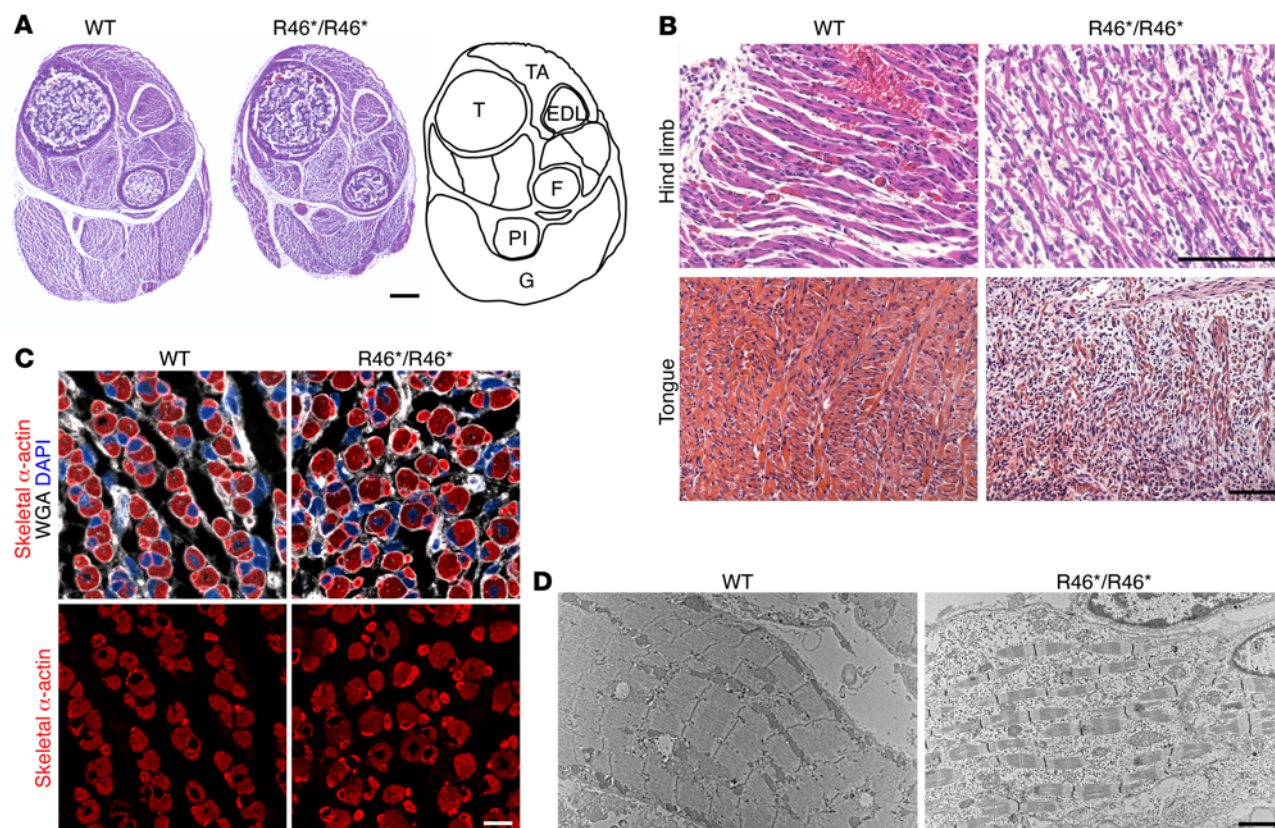 A
WT
R46*/R46*
TA
T
EDL
F
PI
G
B
WT
R46*/R46*
Hind limb
Tongue
C
WT
R46*/R46*
Skeletal α-actin
WGA DAPI
Skeletal α-actin
D
WT
R46*/R46*